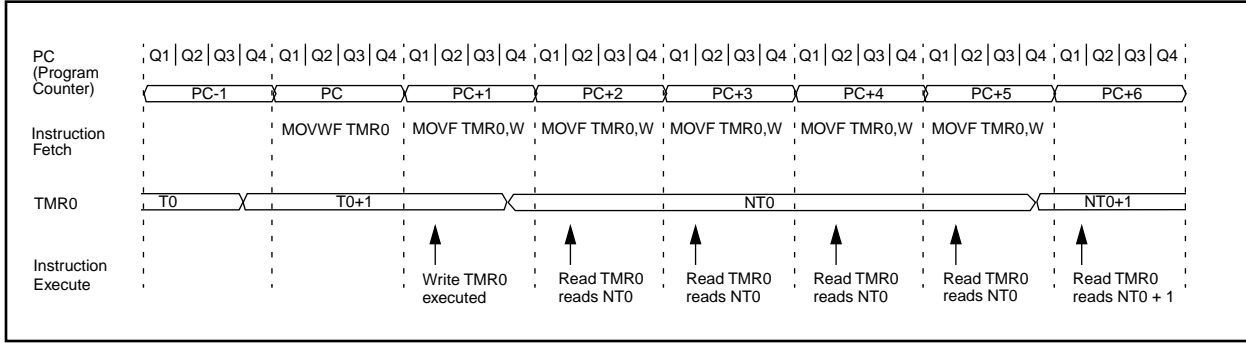 PC
(Program
Counter)
Q1 Q2 Q3 Q4 Q1 Q2 Q3 Q4 Q1 Q2 Q3 Q4 Q1 Q2 Q3 Q4 Q1 Q2 Q3 Q4 Q1 Q2 Q3 Q4 Q1 Q2 Q3 Q4 Q1 Q2 Q3 Q4
PC-1 PC PC+1 PC+2 PC+3 PC+4 PC+5 PC+6
Instruction
Fetch
MOVWF TMR0 MOVF TMR0,W MOVF TMR0,W MOVF TMR0,W MOVF TMR0,W MOVF TMR0,W
TMR0
T0 T0+1 NT0 NT0+1
Instruction
Execute
Write TMR0
executed
Read TMR0
reads NT0
Read TMR0
reads NT0
Read TMR0
reads NT0
Read TMR0
reads NT0
Read TMR0
reads NT0 + 1